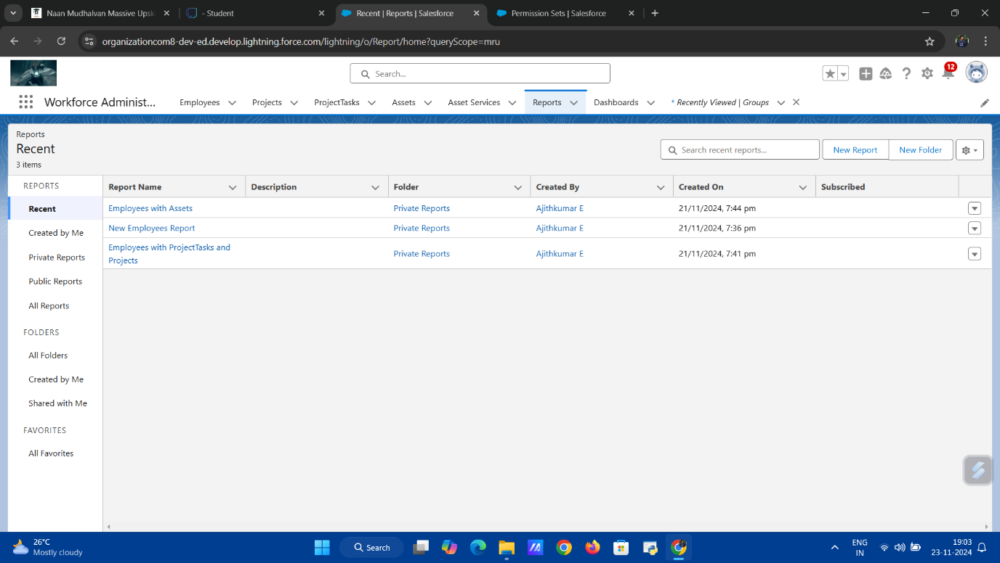 Naan Mudhalvan Massive Upsk
- Student
Recent | Reports | Salesforce
Permission Sets | Salesforce
organizationcom8-dev-ed.develop.lightning.force.com/lightning/o/Report/home?queryScope=mru
Search...
12
Workforce Administ...
Employees
Projects
ProjectTasks
Assets
Asset Services
Reports
Dashboards
* Recently Viewed | Groups
Reports
Recent
3 items
Search recent reports...
New Report
New Folder
REPORTS
Recent
Created by Me
Private Reports
Public Reports
All Reports
FOLDERS
All Folders
Created by Me
Shared with Me
FAVORITES
All Favorites
Report Name Description Folder Created By Created On Subscribed
Employees with Assets Private Reports Ajithkumar E 21/11/2024, 7:44 pm
New Employees Report Private Reports Ajithkumar E 21/11/2024, 7:36 pm
Employees with ProjectTasks and
Projects Private Reports Ajithkumar E 21/11/2024, 7:41 pm
26°C
Mostly cloudy
Search
ENG
IN
19:03
23-11-2024